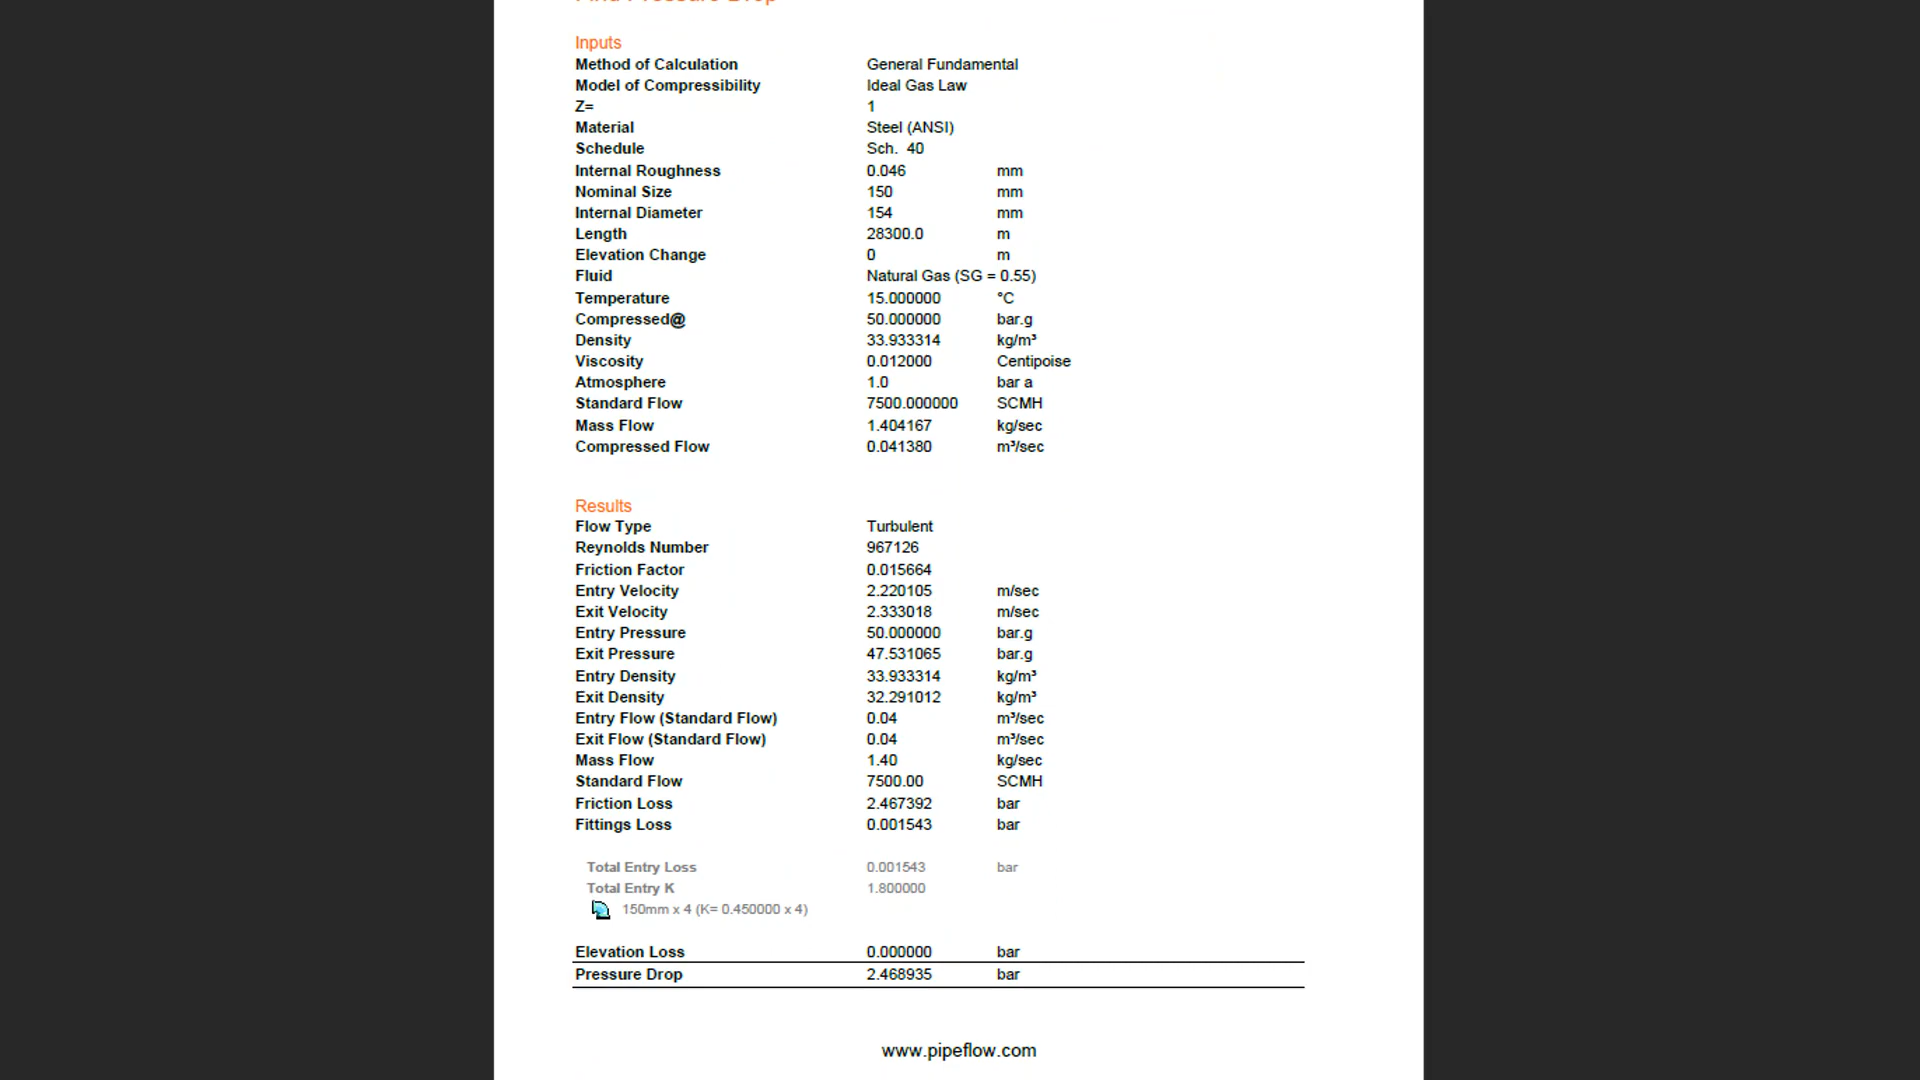 Find Pressure Drop
Inputs
Method of Calculation General Fundamental
Model of Compressibility Ideal Gas Law
Z= 1
Material Steel (ANSI)
Schedule Sch. 40
Internal Roughness 0.046 mm
Nominal Size 150 mm
Internal Diameter 154 mm
Length 28300.0 m
Elevation Change 0 m
Fluid Natural Gas (SG = 0.55)
Temperature 15.000000 °C
Compressed@ 50.000000 bar.g
Density 33.933314 kg/m³
Viscosity 0.012000 Centipoise
Atmosphere 1.0 bar a
Standard Flow 7500.000000 SCMH
Mass Flow 1.404167 kg/sec
Compressed Flow 0.041380 m³/sec
Results
Flow Type Turbulent
Reynolds Number 967126
Friction Factor 0.015664
Entry Velocity 2.220105 m/sec
Exit Velocity 2.333018 m/sec
Entry Pressure 50.000000 bar.g
Exit Pressure 47.531065 bar.g
Entry Density 33.933314 kg/m³
Exit Density 32.291012 kg/m³
Entry Flow (Standard Flow) 0.04 m³/sec
Exit Flow (Standard Flow) 0.04 m³/sec
Mass Flow 1.40 kg/sec
Standard Flow 7500.00 SCMH
Friction Loss 2.467392 bar
Fittings Loss 0.001543 bar
Total Entry Loss 0.001543 bar
Total Entry K 1.800000
150mm x 4 (K= 0.450000 x 4)
Elevation Loss 0.000000 bar
Pressure Drop 2.468935 bar
www.pipeflow.com